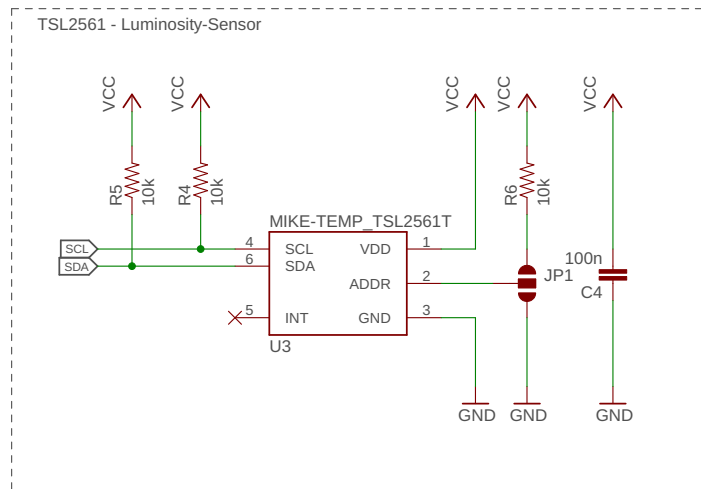 TSL2561 - Luminosity-Sensor
VCC
VCC
VCC
VCC
VCC
R5
10k
R4
10k
R6
10k
MIKE-TEMP_TSL2561T
SCL
SDA
4
SCL
6
SDA
5
INT
VDD
1
ADDR
2
GND
3
U3
JP1
100n
C4
GND
GND
GND